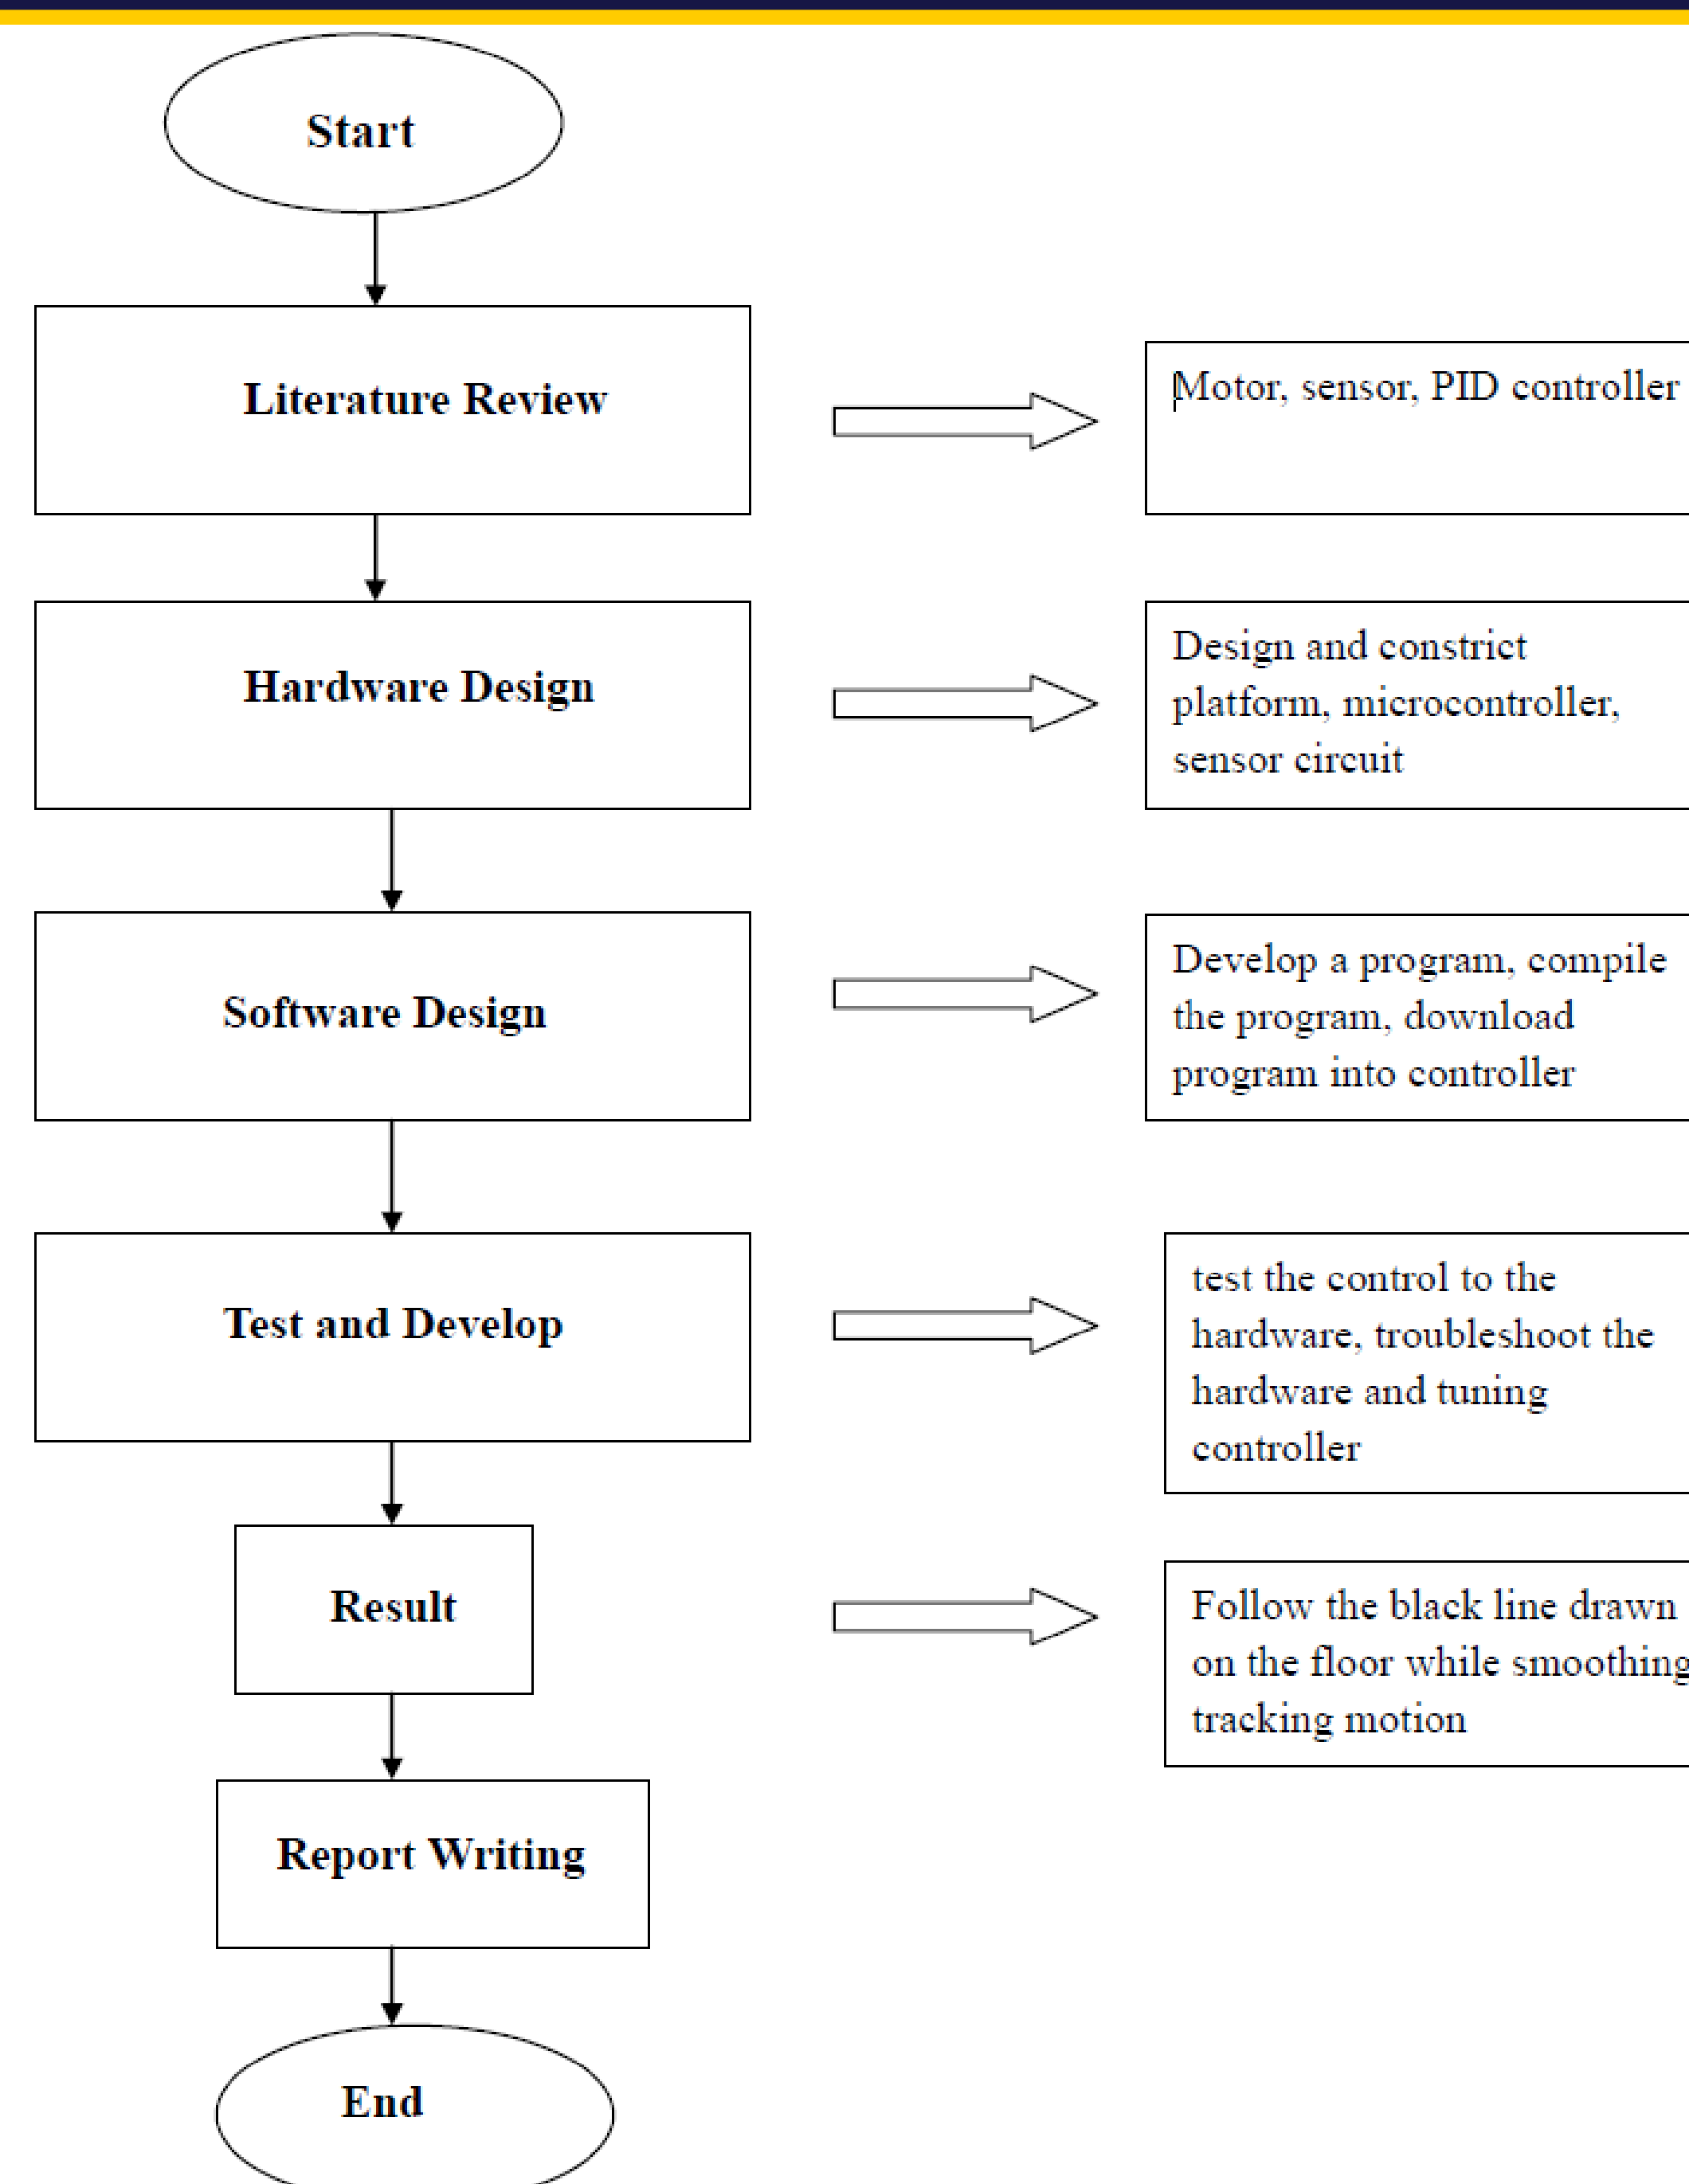 Start
Literature Review
Motor, sensor, PID controller
Hardware Design
Design and constrict
platform, microcontroller,
sensor circuit
Software Design
Develop a program, compile
the program, download
program into controller
Test and Develop
test the control to the
hardware, troubleshoot the
hardware and tuning
controller
Result
Follow the black line drawn
on the floor while smoothing
tracking motion
Report Writing
End